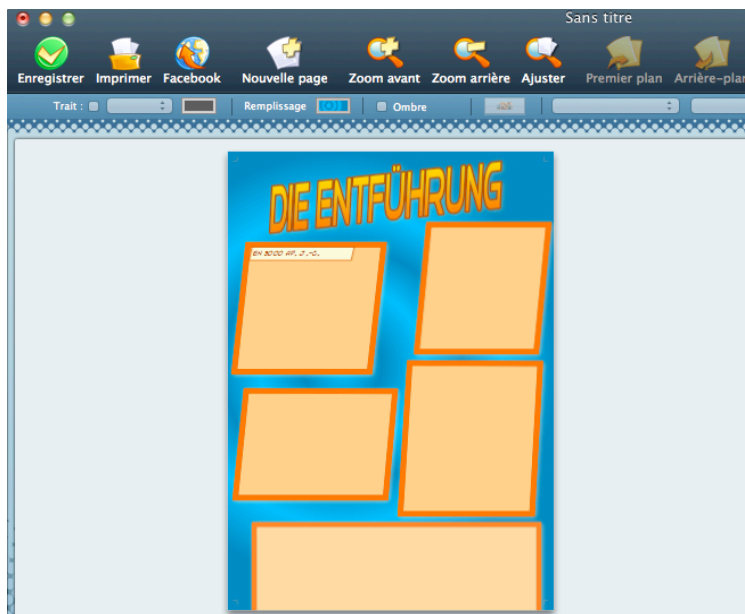 Sans titre
Enregistrer Imprimer Facebook Nouvelle page Zoom avant Zoom arrière Ajuster Premier plan Arrière-plan
Trait : Remplissage Ombre
DIE ENTFÜHRUNG
EN 3000 AP. J.-C.